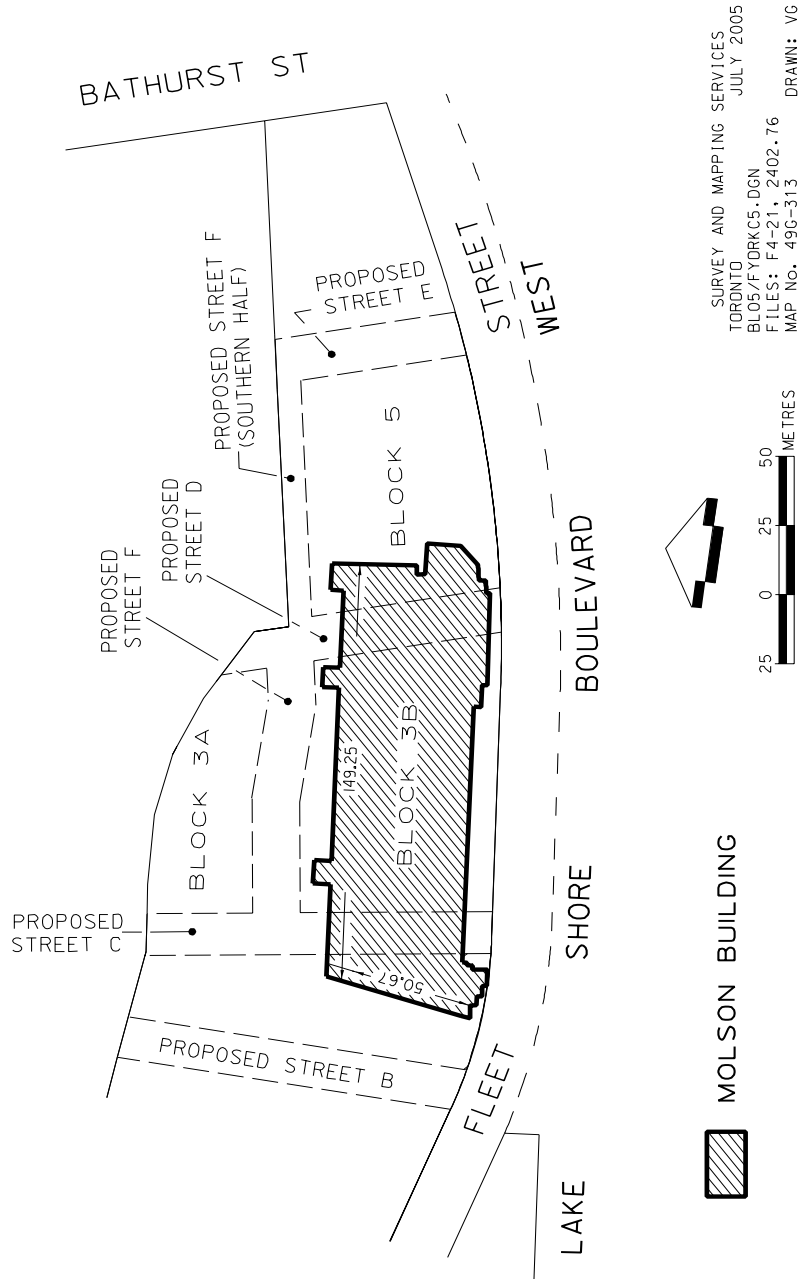 BATHURST ST
PROPOSED STREET F
(SOUTHERN HALF)
PROPOSED
STREET E
PROPOSED
STREET D
PROPOSED
STREET F
BLOCK 5
BLOCK 3A
BLOCK 3B
149.25
50.67
PROPOSED
STREET C
PROPOSED STREET B
FLEET
STREET
LAKE
SHORE
BOULEVARD
WEST
MOLSON BUILDING
25
0
25
50
METRES
SURVEY AND MAPPING SERVICES
TORONTO JULY 2005
BL05/FYORKC5.DGN
FILES: F4-21, 2402.76
MAP No. 49G-313 DRAWN: VG